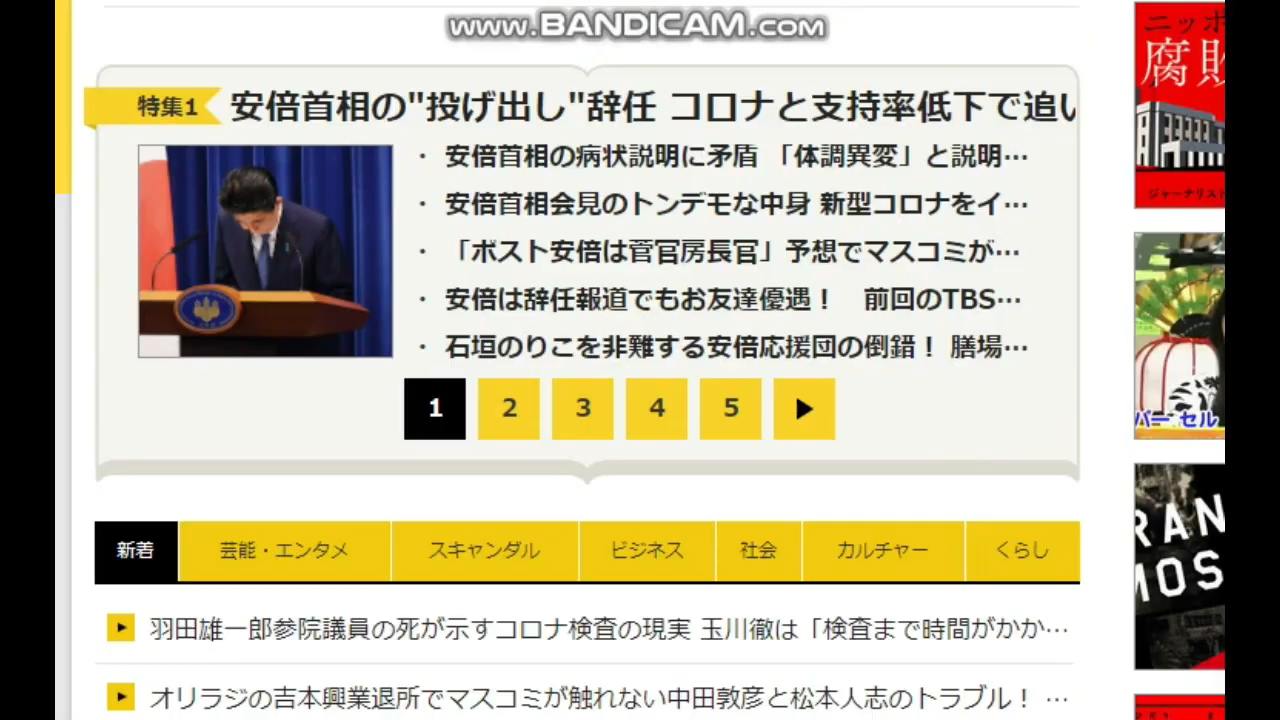 www.BANDICAM.com
特集1
安倍首相の"投げ出し"辞任 コロナと支持率低下で追い
・ 安倍首相の病状説明に矛盾 「体調異変」と説明…
・ 安倍首相会見のトンデモな中身 新型コロナをイ…
・ 「ポスト安倍は菅官房長官」予想でマスコミが…
・ 安倍は辞任報道でもお友達優遇！　前回のTBS…
・ 石垣のりこを非難する安倍応援団の倒錯！ 膳場…
1 2 3 4 5
新着 芸能・エンタメ スキャンダル ビジネス 社会 カルチャー くらし
羽田雄一郎参院議員の死が示すコロナ検査の現実 玉川徹は「検査まで時間がかか…
オリラジの吉本興業退所でマスコミが触れない中田敦彦と松本人志のトラブル！ …
ニッポ
腐敗
ジャーナリスト
バー セル
RAN
MOS